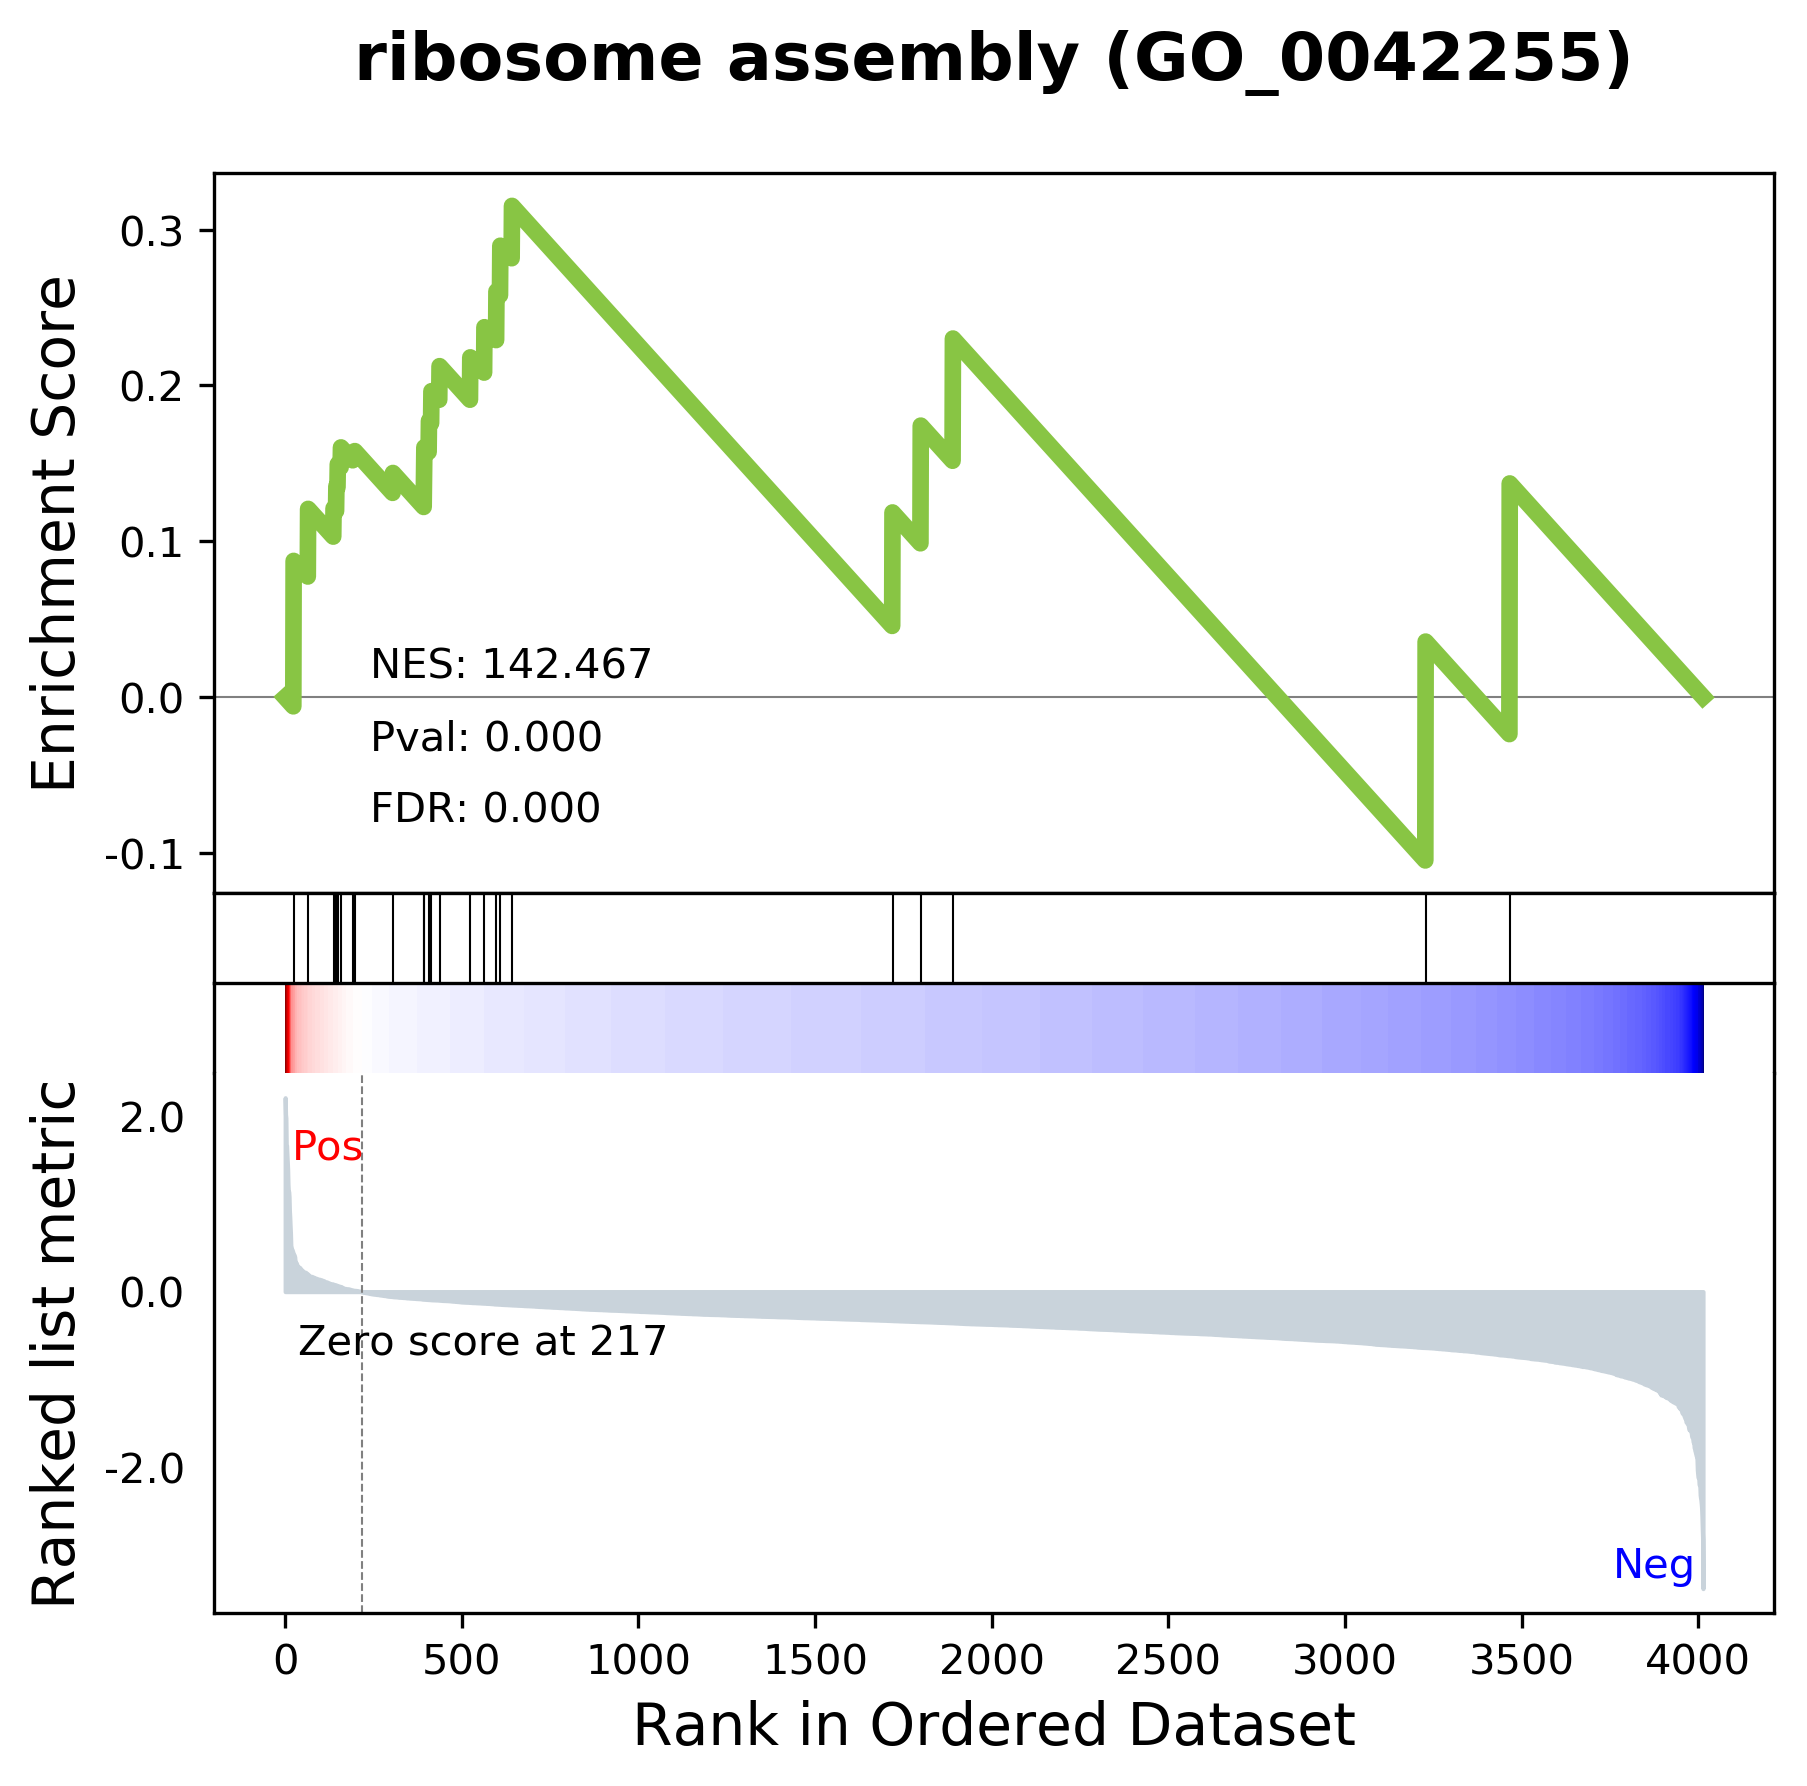 ribosome assembly (GO_0042255)
Enrichment Score
0.3
0.2
0.1
0.0
-0.1
NES: 142.467
Pval: 0.000
FDR: 0.000
Ranked list metric
2.0
0.0
-2.0
Pos
Zero score at 217
Neg
0 500 1000 1500 2000 2500 3000 3500 4000
Rank in Ordered Dataset